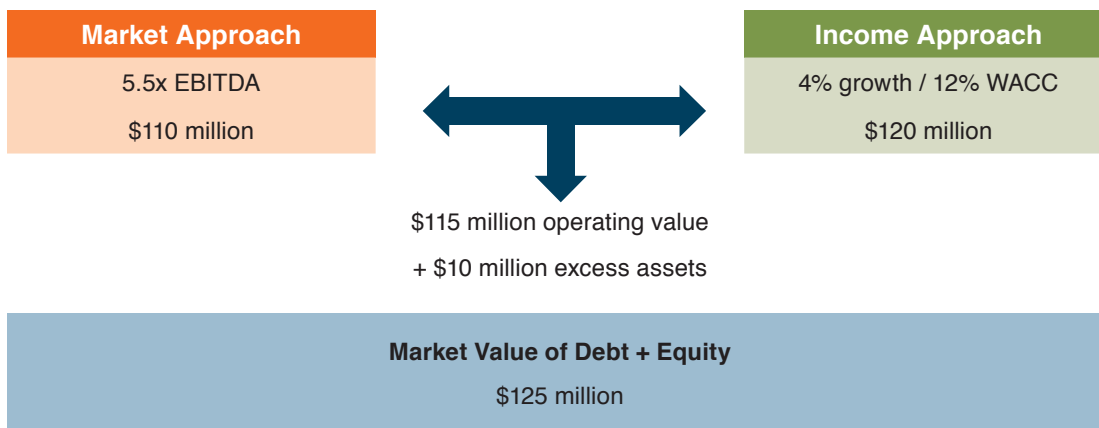 Market Approach
5.5x EBITDA
$110 million
Income Approach
4% growth / 12% WACC
$120 million
$115 million operating value
+ $10 million excess assets
Market Value of Debt + Equity
$125 million